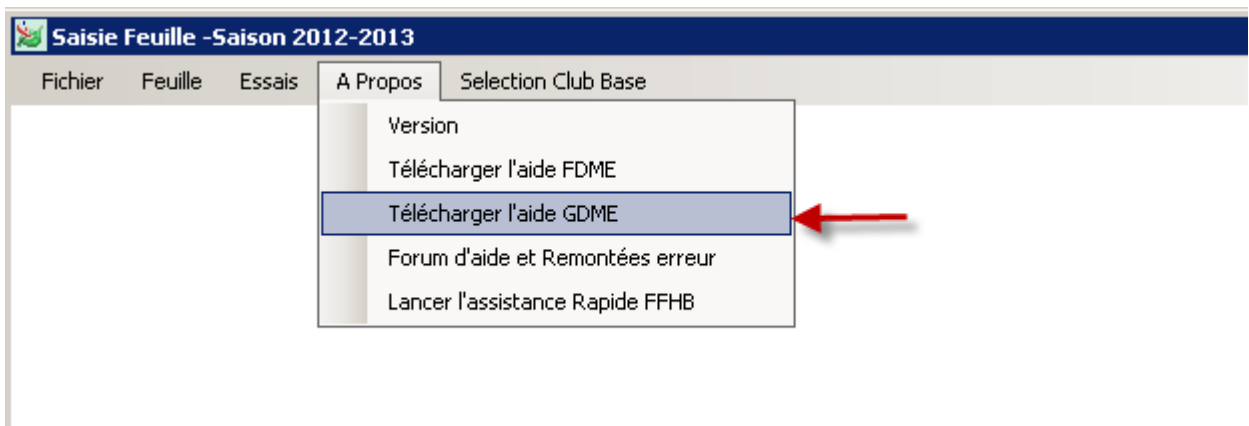 Saisie Feuille -Saison 2012-2013
Fichier Feuille Essais A Propos Selection Club Base
Version
Télécharger l'aide FDME
Télécharger l'aide GDME
Forum d'aide et Remontées erreur
Lancer l'assistance Rapide FFHB